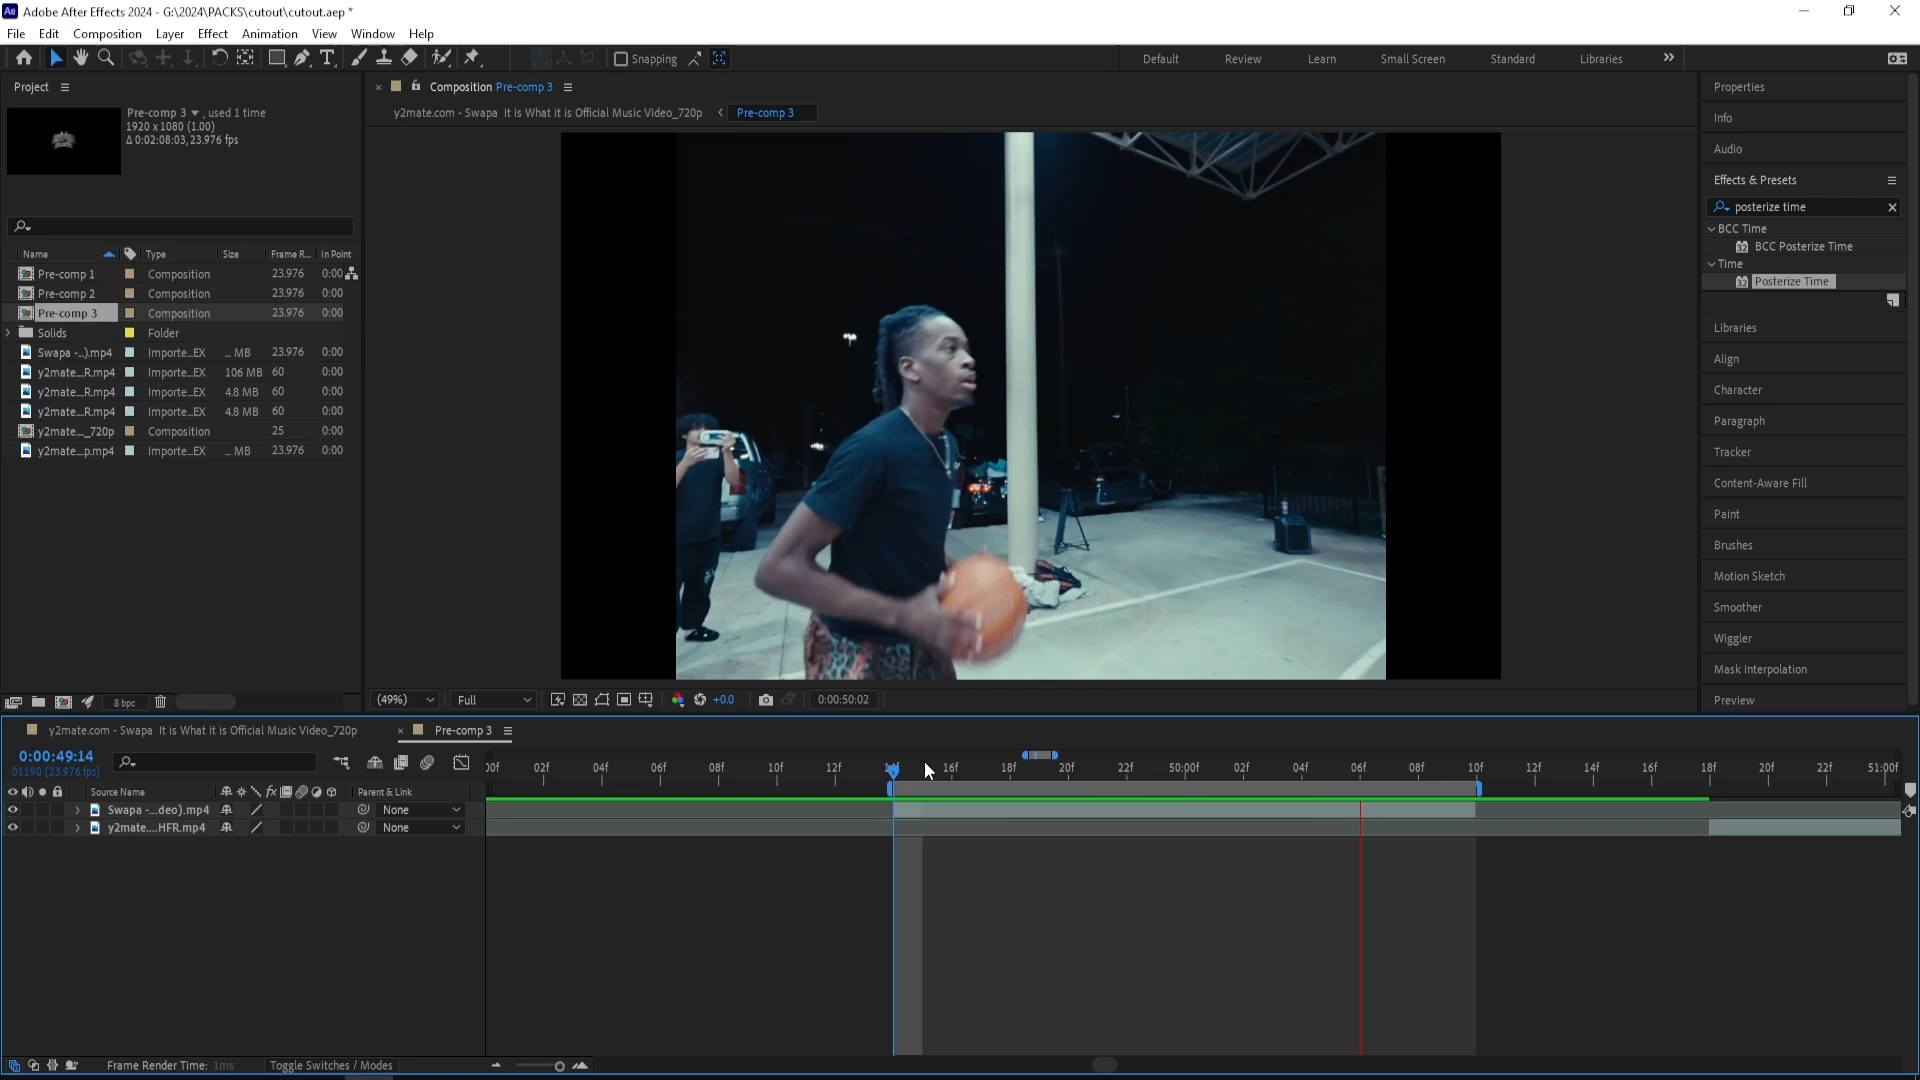 Ae Adobe After Effects 2024 - G:\2024\PACKS\cutout\cutout.aep *
File Edit Composition Layer Effect Animation View Window Help
Snapping
Default Review Learn Small Screen Standard Libraries
Project
Pre-comp 3 , used 1 time
1920 x 1080 (1.00)
Δ 0:02:08:03, 23.976 fps
Name Type Size Frame R... In Point
Pre-comp 1 Composition 23.976 0:00
Pre-comp 2 Composition 23.976 0:00
Pre-comp 3 Composition 23.976 0:00
Solids Folder
Swapa -...).mp4 Importe...EX ... MB 23.976 0:00
y2mate....R.mp4 Importe...EX 106 MB 60 0:00
y2mate....R.mp4 Importe...EX 4.8 MB 60 0:00
y2mate....R.mp4 Importe...EX 4.8 MB 60 0:00
y2mate...._720p Composition 25 0:00
y2mate....p.mp4 Importe...EX ... MB 23.976 0:00
8 bpc
Composition Pre-comp 3
y2mate.com - Swapa It is What it is Official Music Video_720p Pre-comp 3
(49%) Full +0.0 0:00:50:02
Properties
Info
Audio
Effects & Presets
posterize time
BCC Time
BCC Posterize Time
Time
Posterize Time
Libraries
Align
Character
Paragraph
Tracker
Content-Aware Fill
Paint
Brushes
Motion Sketch
Smoother
Wiggler
Mask Interpolation
Preview
y2mate.com - Swapa It is What it is Official Music Video_720p Pre-comp 3
0:00:49:14
01190 (23.976 fps)
00f 02f 04f 06f 08f 10f 12f 16f 18f 20f 22f 50:00f 02f 04f 06f 08f 10f 12f 14f 16f 18f 20f 22f 51:00f
Source Name fx Parent & Link
Swapa -...deo).mp4 None
y2mate....HFR.mp4 None
Frame Render Time: 1ms Toggle Switches / Modes